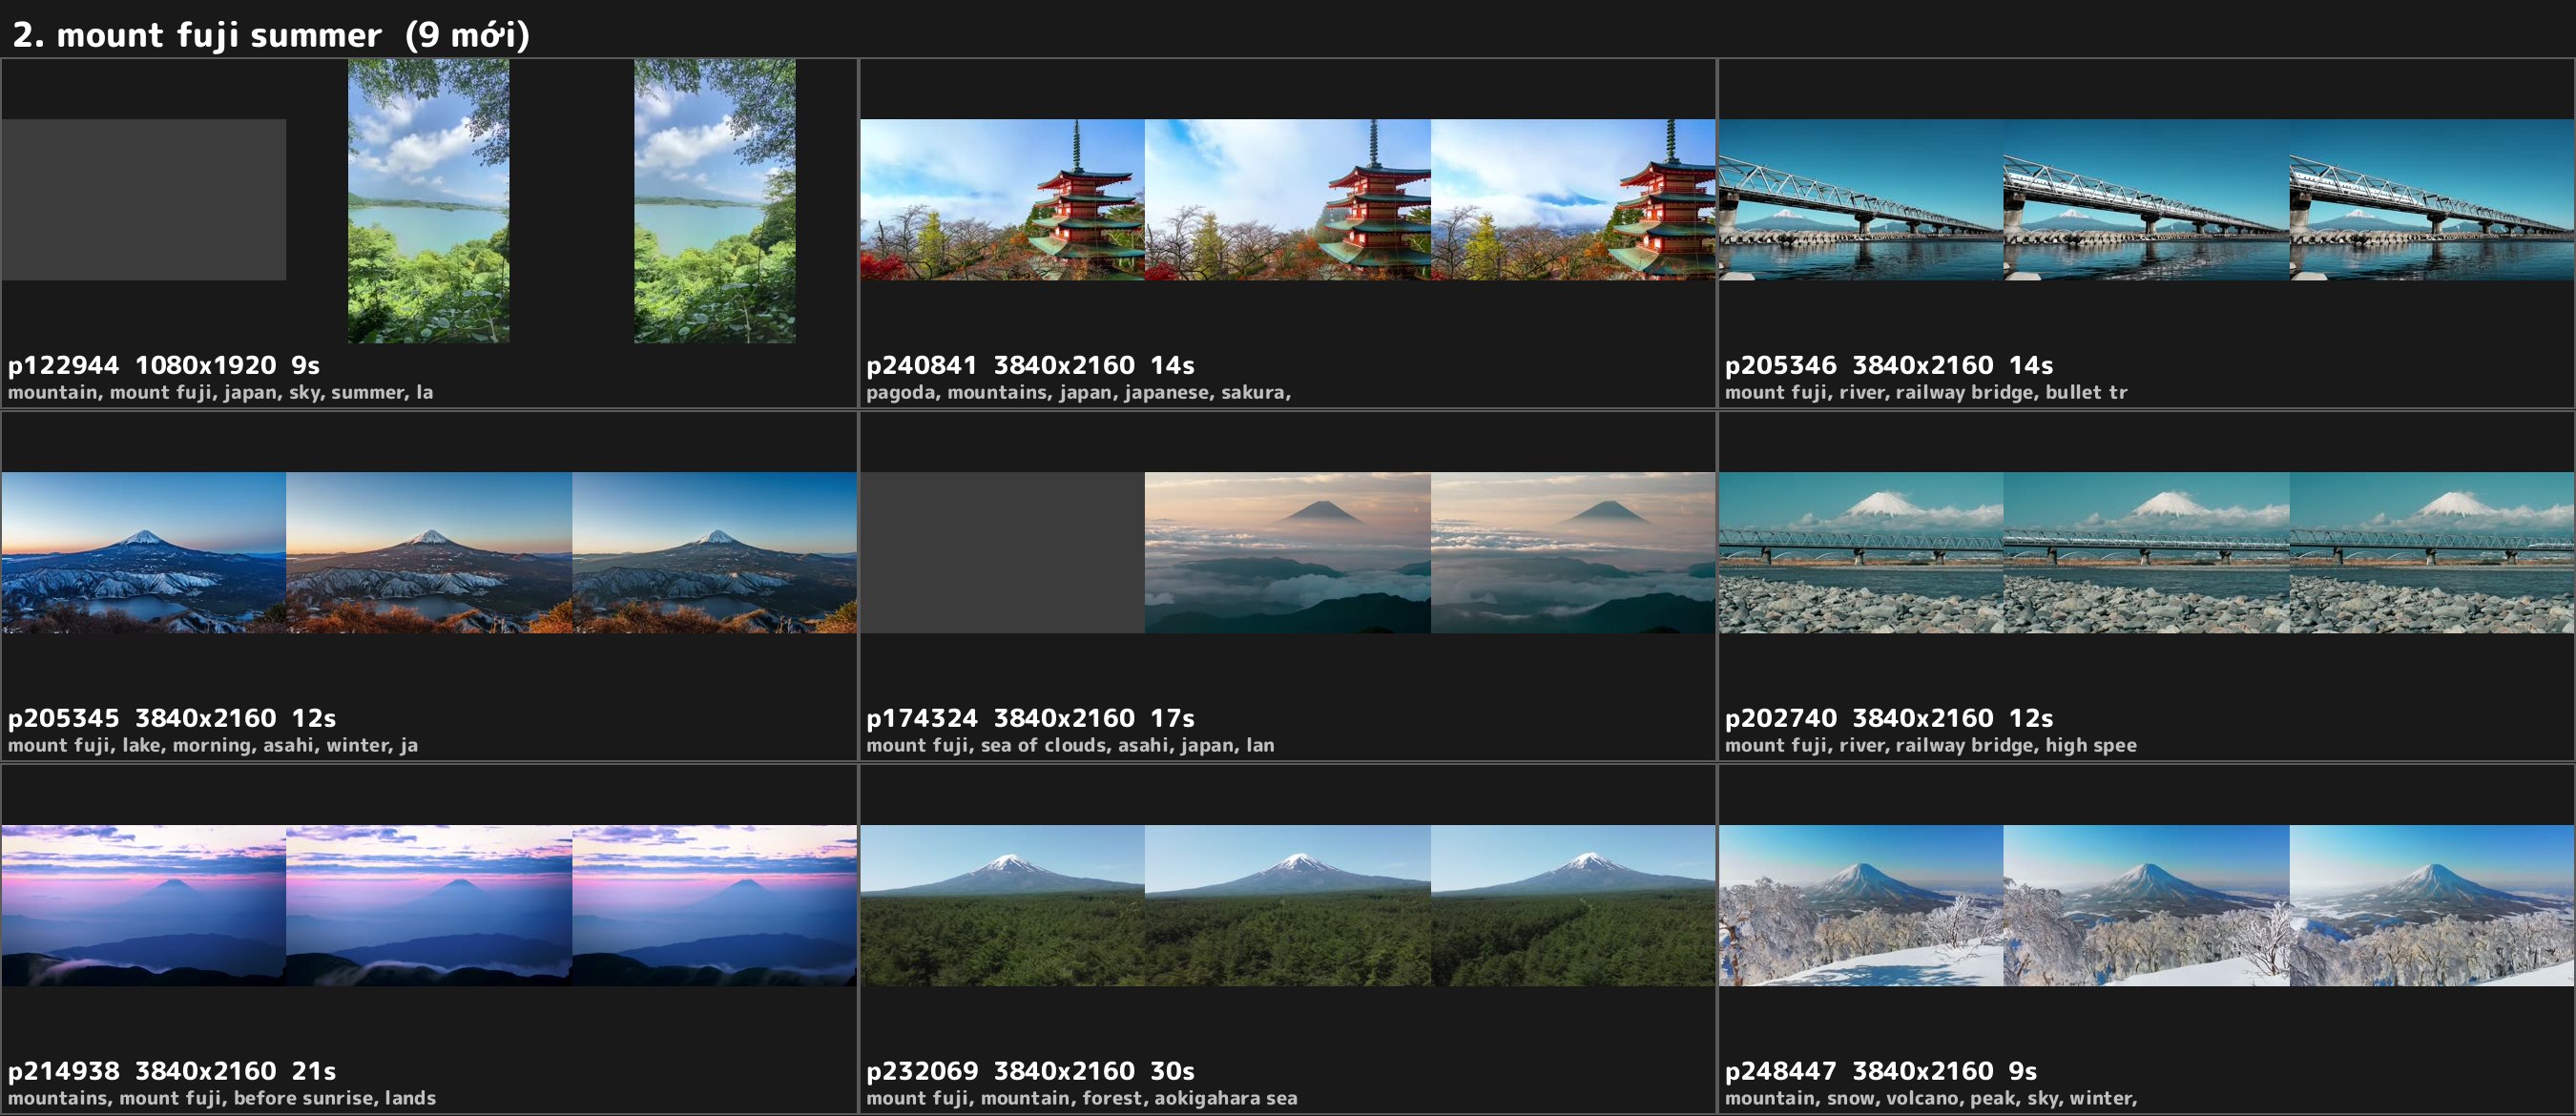 2. mount fuji summer (9 mới)
p122944 1080x1920 9s
mountain, mount fuji, japan, sky, summer, la
p240841 3840x2160 14s
pagoda, mountains, japan, japanese, sakura,
p205346 3840x2160 14s
mount fuji, river, railway bridge, bullet tr
p205345 3840x2160 12s
mount fuji, lake, morning, asahi, winter, ja
p174324 3840x2160 17s
mount fuji, sea of clouds, asahi, japan, lan
p202740 3840x2160 12s
mount fuji, river, railway bridge, high spee
p214938 3840x2160 21s
mountains, mount fuji, before sunrise, lands
p232069 3840x2160 30s
mount fuji, mountain, forest, aokigahara sea
p248447 3840x2160 9s
mountain, snow, volcano, peak, sky, winter,